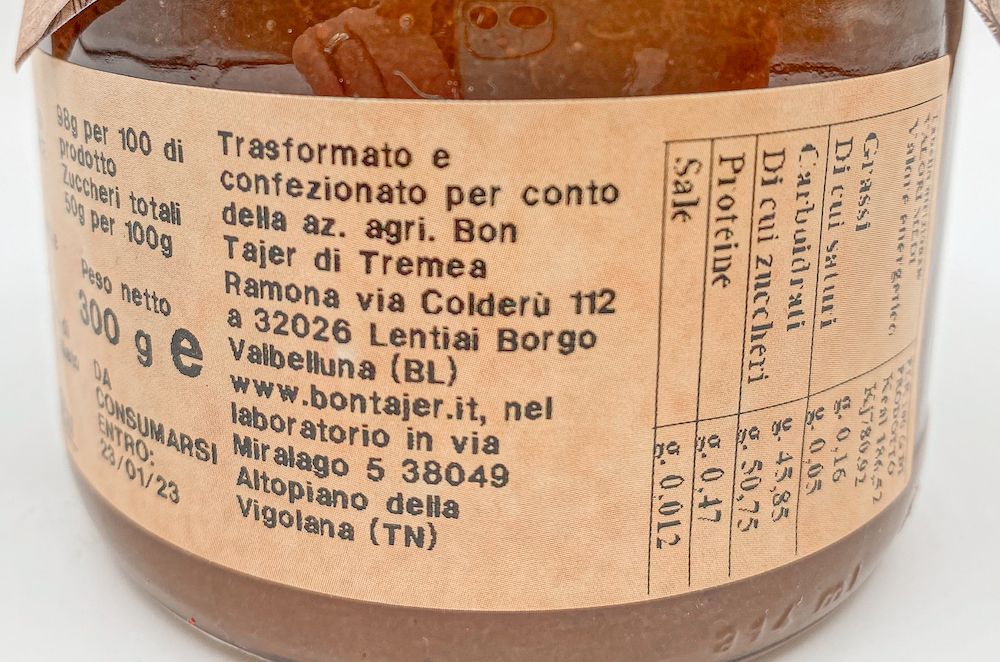 98g per 100 di
prodotto
Zuccheri totali
50g per 100g
Peso netto
300 g e
DA
CONSUMARSI
ENTRO:
23/01/23
Trasformato e
confezionato per conto
della az. agri. Bon
Tajer di Tremea
Ramona via Colderù 112
a 32026 Lentiai Borgo
Valbelluna (BL)
www.bontajer.it, nel
laboratorio in via
Miralago 5 38049
Altopiano della
Vigolana (TN)
Valore energetico
Grassi g. 0,16
Di cui saturi g. 0,05
Carboidrati g. 45,85
Di cui zuccheri g. 50,75
Proteine g. 0,47
Sale g. 0,012